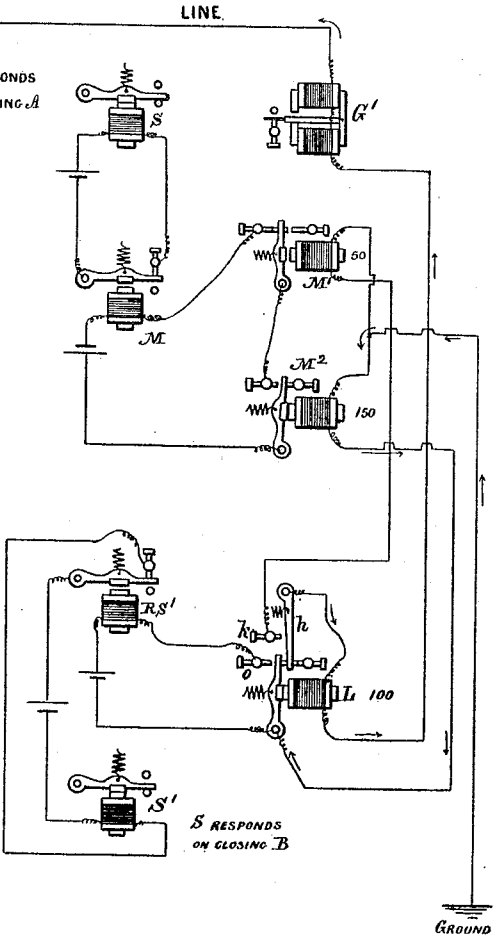 LINE
ONDS
ING A
S
G'
50
M'
M
M²
150
RS'
k
h
o
L 100
S'
S RESPONDS
ON CLOSING B
GROUND